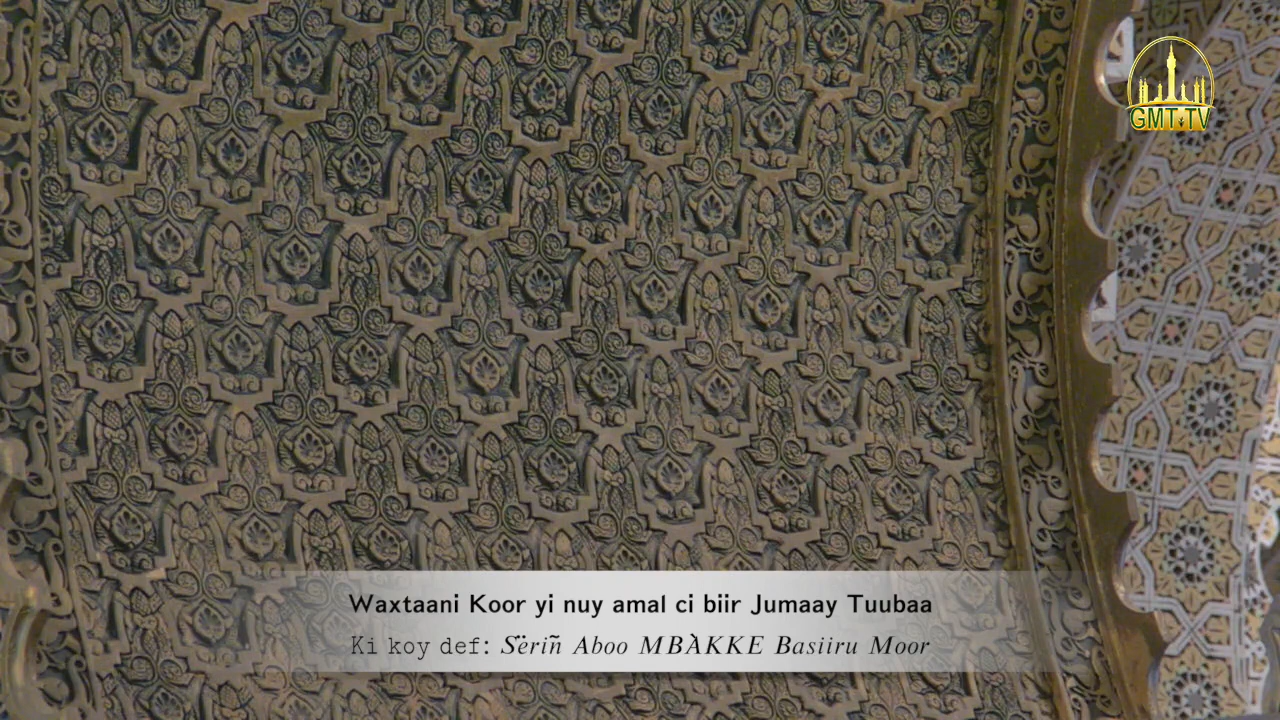 GMT TV
Waxtaani Koor yi nuy amal ci biir Jumaay Tuubaa
Ki koy def: Sëriñ Aboo MBÀKKE Basiiru Moor